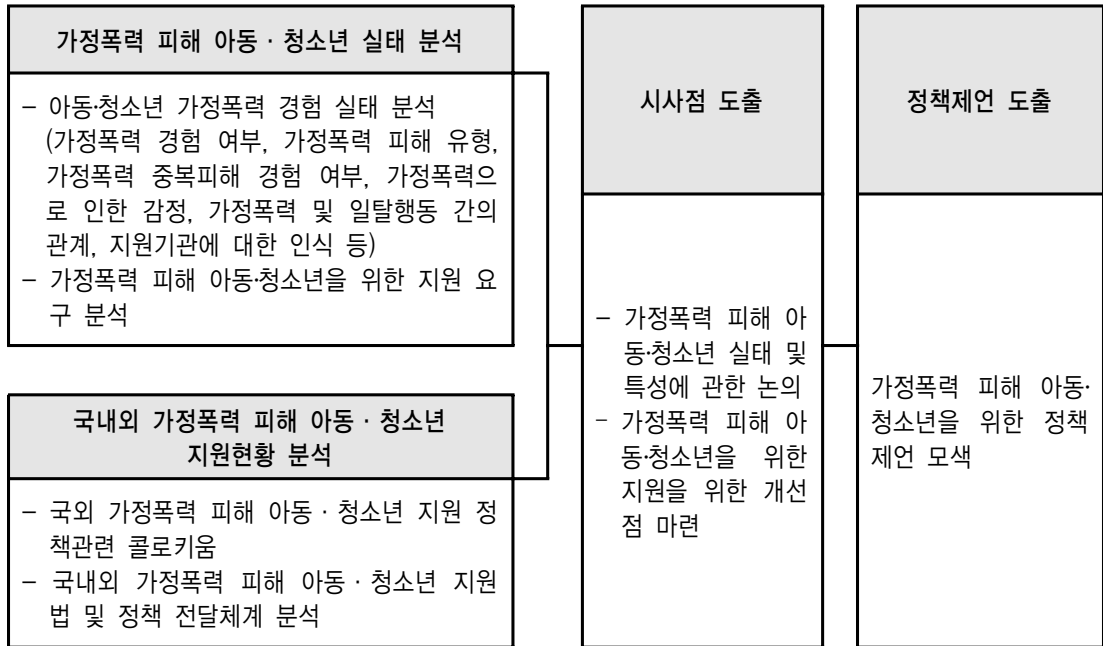 가정폭력 피해 아동 · 청소년 실태 분석
– 아동·청소년 가정폭력 경험 실태 분석
(가정폭력 경험 여부, 가정폭력 피해 유형,
가정폭력 중복피해 경험 여부, 가정폭력으
로 인한 감정, 가정폭력 및 일탈행동 간의
관계, 지원기관에 대한 인식 등)
– 가정폭력 피해 아동·청소년을 위한 지원 요
구 분석
국내외 가정폭력 피해 아동 · 청소년
지원현황 분석
– 국외 가정폭력 피해 아동 · 청소년 지원 정
책관련 콜로키움
– 국내외 가정폭력 피해 아동 · 청소년 지원
법 및 정책 전달체계 분석
시사점 도출
– 가정폭력 피해 아
동·청소년 실태 및
특성에 관한 논의
– 가정폭력 피해 아
동·청소년을 위한
지원을 위한 개선
점 마련
정책제언 도출
가정폭력 피해 아동·
청소년을 위한 정책
제언 모색